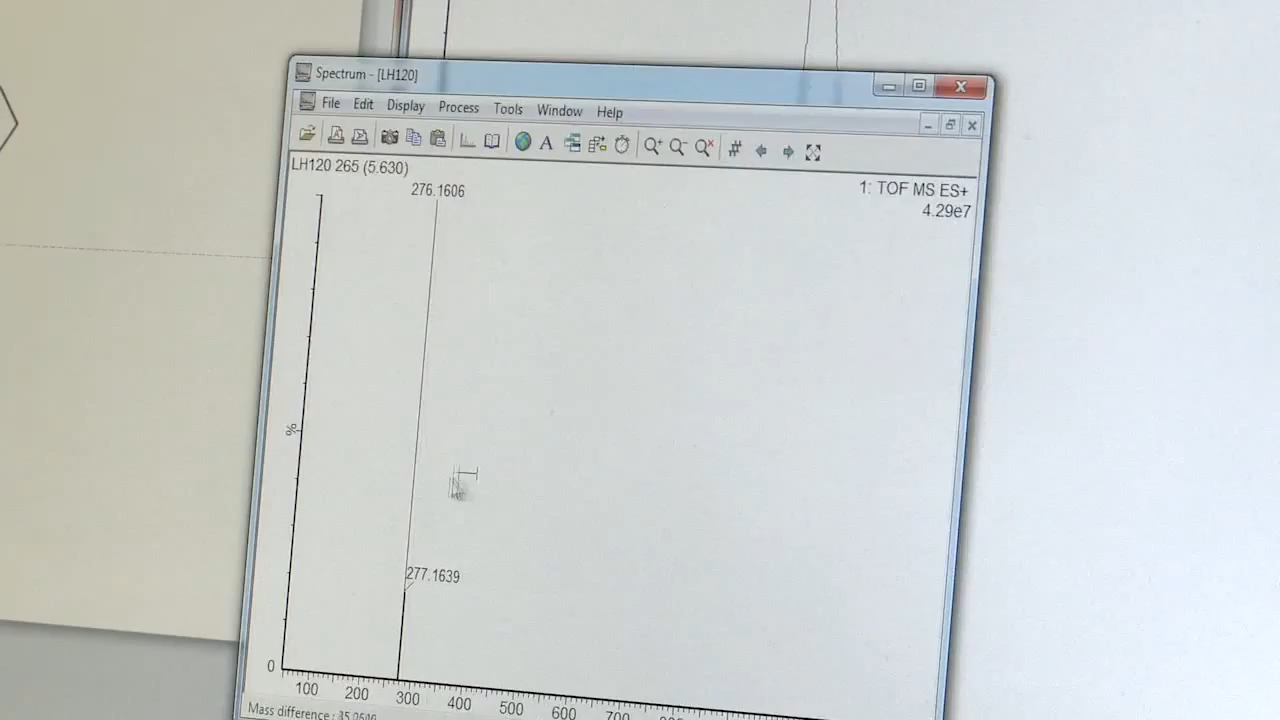 Spectrum - [LH120]
File Edit Display Process Tools Window Help
LH120 265 (5.630)
1: TOF MS ES+
4.29e7
276.1606
%
277.1639
0
100 200 300 400 500 600 700
Mass difference :